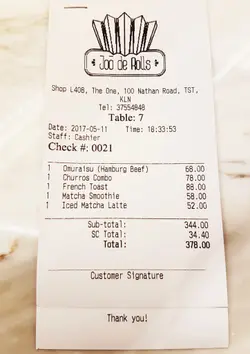 Joã de Rolls
Shop L408, The One, 100 Nathan Road, TST,
KLN
Tel: 37554848
Table: 7
Date: 2017-05-11 Time: 18:33:53
Staff: Cashier
Check #: 0021
1 Omuraisu (Hamburg Beef) 68.00
1 Churros Combo 78.00
1 French Toast 88.00
1 Matcha Smoothie 58.00
1 Iced Matcha Latte 52.00
Sub-total: 344.00
SC Total: 34.40
Total: 378.00
Customer Signature
Thank you!